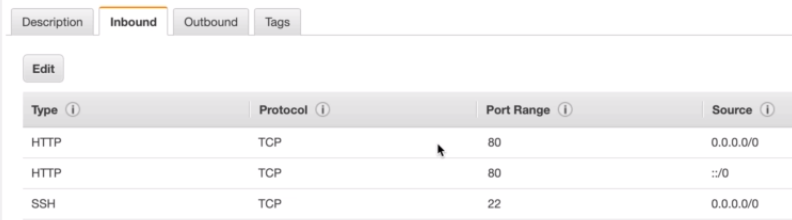 Description Inbound Outbound Tags
Edit
Type Protocol Port Range Source
HTTP TCP 80 0.0.0.0/0
HTTP TCP 80 ::/0
SSH TCP 22 0.0.0.0/0